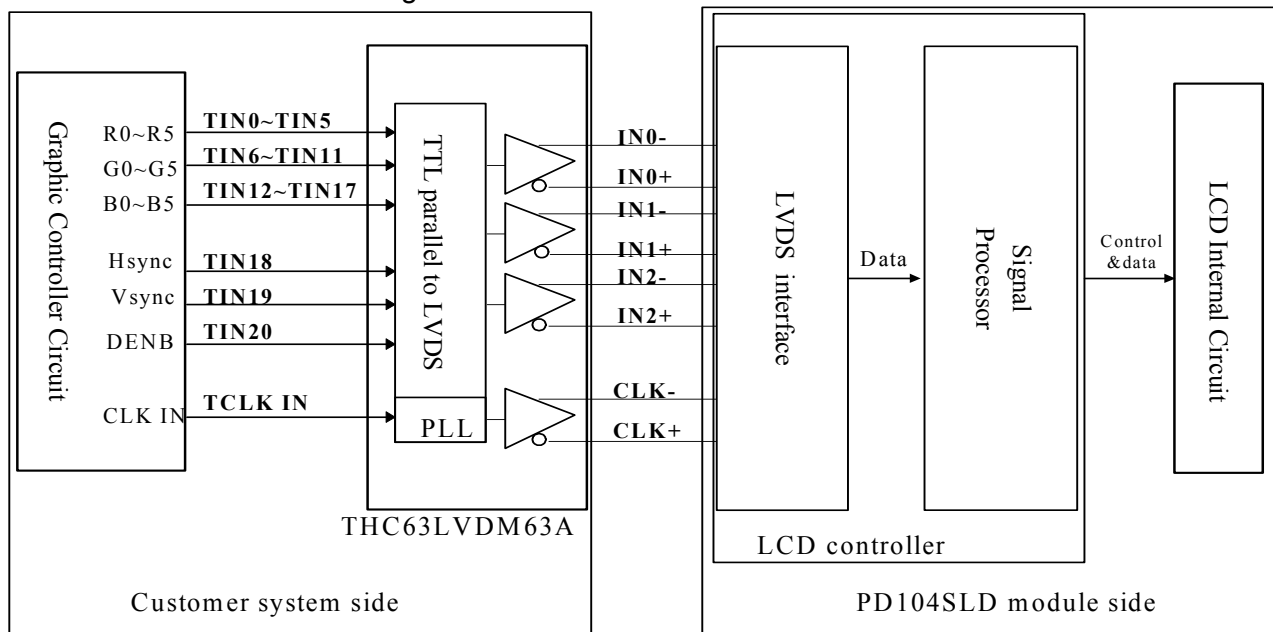 R0~R5
G0~G5
B0~B5
Hsync
Vsync
DENB
CLK IN
Graphic Controller Circuit
TIN0~TIN5
TIN6~TIN11
TIN12~TIN17
TIN18
TIN19
TIN20
TCLK IN
TTL parallel to LVDS
PLL
THC63LVDM63A
Customer system side
IN0-
IN0+
IN1-
IN1+
IN2-
IN2+
CLK-
CLK+
LVDS interface
Data
Signal
Processor
LCD controller
Control
&data
LCD Internal Circuit
PD104SLD module side